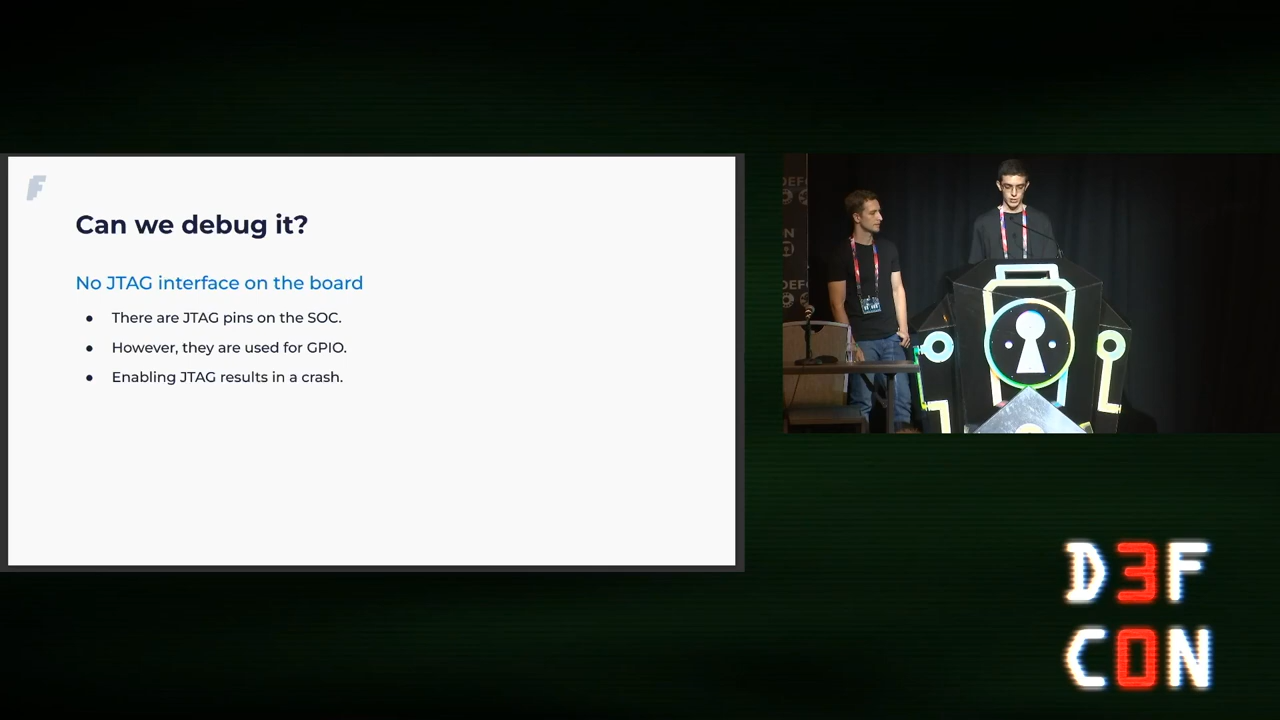 F
Can we debug it?
No JTAG interface on the board
● There are JTAG pins on the SOC.
● However, they are used for GPIO.
● Enabling JTAG results in a crash.
D3F
C0N